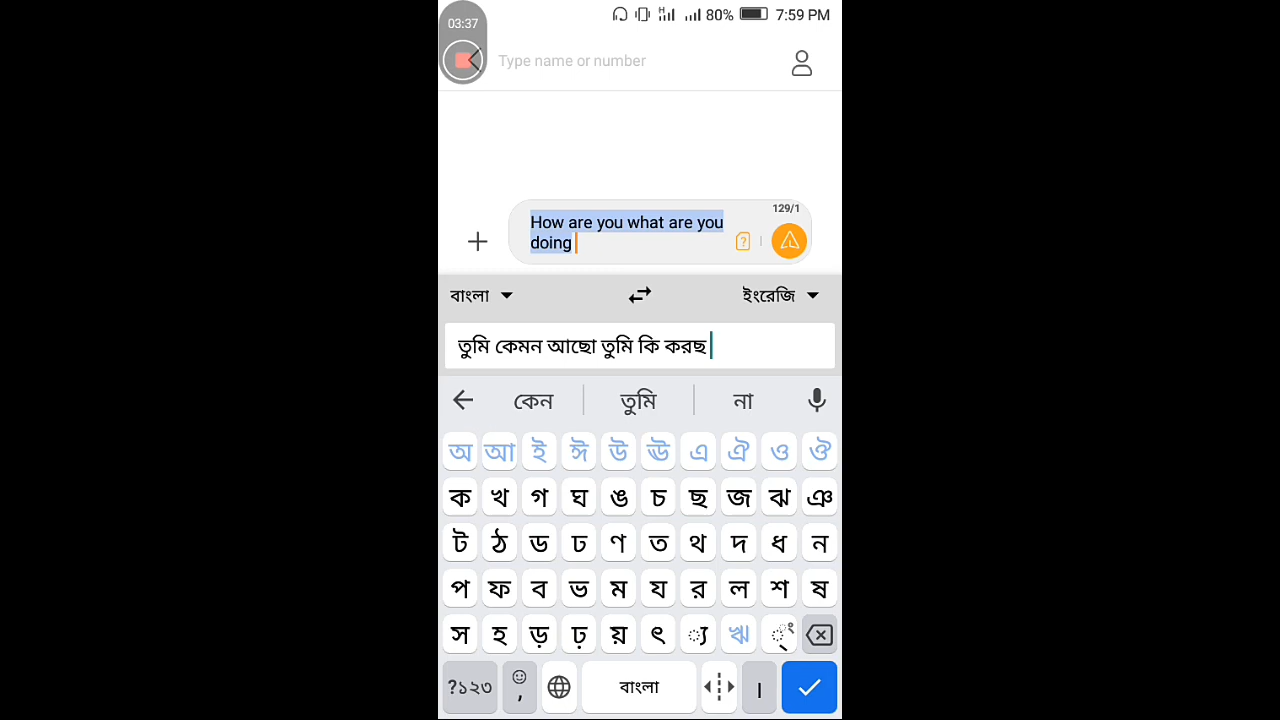 03:37
80% 7:59 PM
Type name or number
129/1
How are you what are you
doing
বাংলা ইংরেজি
তুমি কেমন আছো তুমি কি করছ
কেন তুমি না
অ আ ই ঈ উ ঊ এ ঐ ও ঔ
ক খ গ ঘ ঙ চ ছ জ ঝ ঞ
ট ঠ ড ঢ ণ ত থ দ ধ ন
প ফ ব ভ ম য র ল শ ষ
স হ ড় ঢ় য় ৎ ্য ঋ ংঁ্
?১২৩ , বাংলা ।